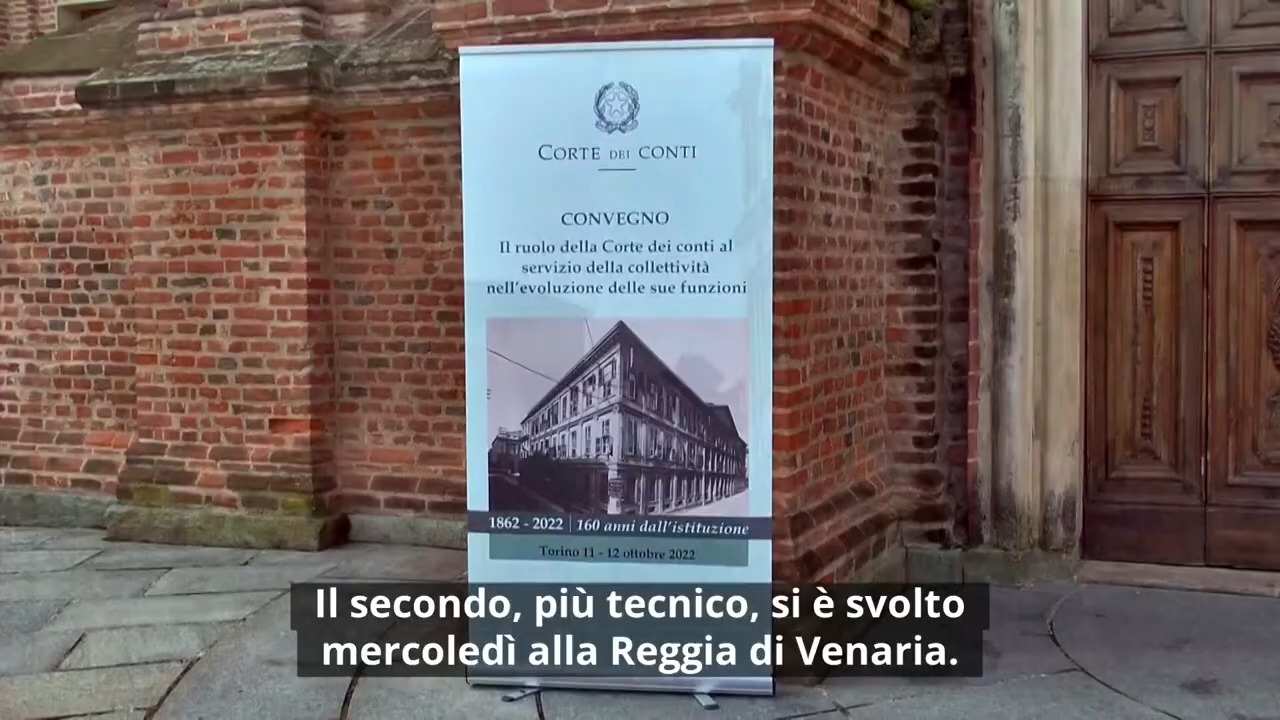 CORTE DEI CONTI
CONVEGNO
Il ruolo della Corte dei conti al
servizio della collettività
nell'evoluzione delle sue funzioni
1862 - 2022 | 160 anni dall'istituzione
Torino 11 - 12 ottobre 2022
Il secondo, più tecnico, si è svolto
mercoledì alla Reggia di Venaria.